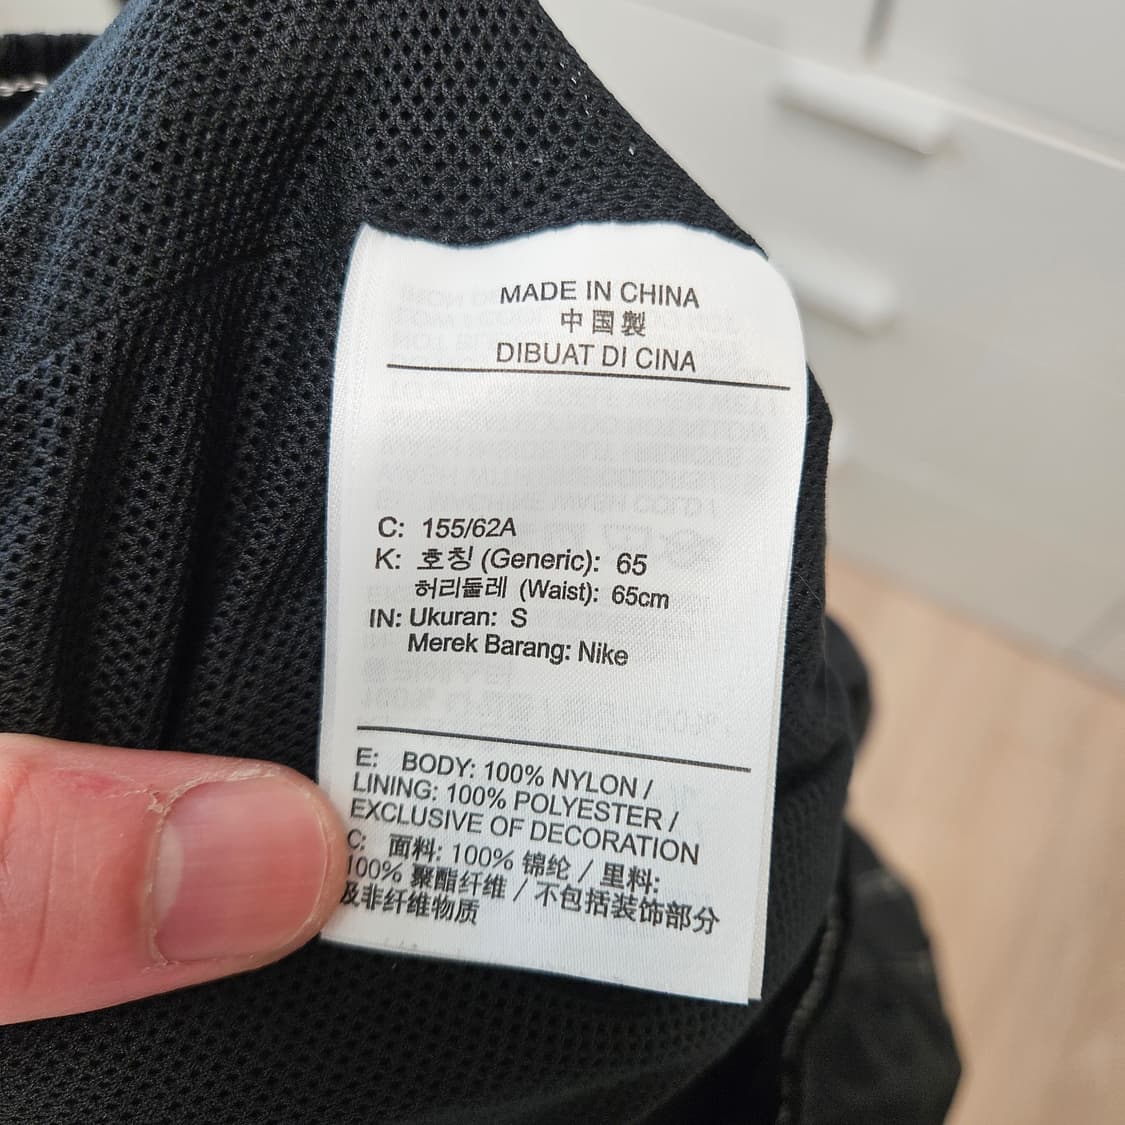 MADE IN CHINA
中国製
DIBUAT DI CINA
C: 155/62A
K: 호칭 (Generic): 65
허리둘레 (Waist): 65cm
IN: Ukuran: S
Merek Barang: Nike
E: BODY: 100% NYLON /
LINING: 100% POLYESTER /
EXCLUSIVE OF DECORATION
C: 面料: 100% 锦纶 / 里料:
100% 聚酯纤维 / 不包括装饰部分
及非纤维物质